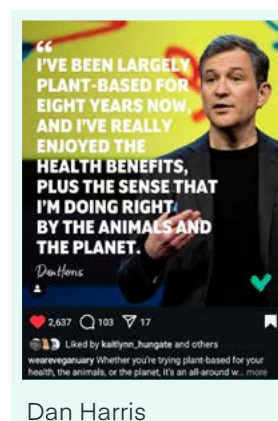 “
I’VE BEEN LARGELY
PLANT-BASED FOR
EIGHT YEARS NOW,
AND I’VE REALLY
ENJOYED THE
HEALTH BENEFITS,
PLUS THE SENSE THAT
I’M DOING RIGHT
BY THE ANIMALS AND
THE PLANET.
Dan Harris
2,637 103 17
Liked by kaitlynn_hungate and others
weareveganuary Whether you’re trying plant-based for your
health, the animals, or the planet, it’s an all-around w... more
Dan Harris